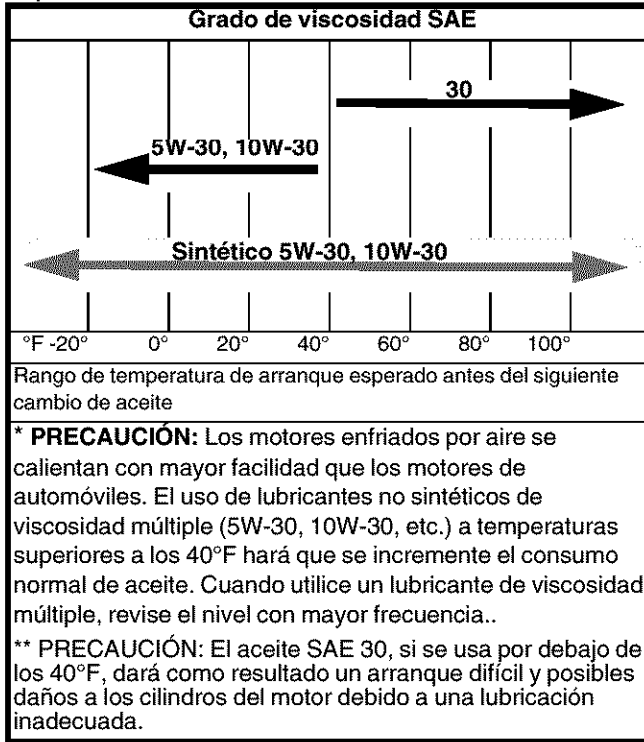 Grado de viscosidad SAE
30
5W-30, 10W-30
Sintético 5W-30, 10W-30
°F -20° 0° 20° 40° 60° 80° 100°
Rango de temperatura de arranque esperado antes del siguiente
cambio de aceite
* PRECAUCIÓN: Los motores enfriados por aire se
calientan con mayor facilidad que los motores de
automóviles. El uso de lubricantes no sintéticos de
viscosidad múltiple (5W-30, 10W-30, etc.) a temperaturas
superiores a los 40°F hará que se incremente el consumo
normal de aceite. Cuando utilice un lubricante de viscosidad
múltiple, revise el nivel con mayor frecuencia..
** PRECAUCIÓN: El aceite SAE 30, si se usa por debajo de
los 40°F, dará como resultado un arranque difícil y posibles
daños a los cilindros del motor debido a una lubricación
inadecuada.